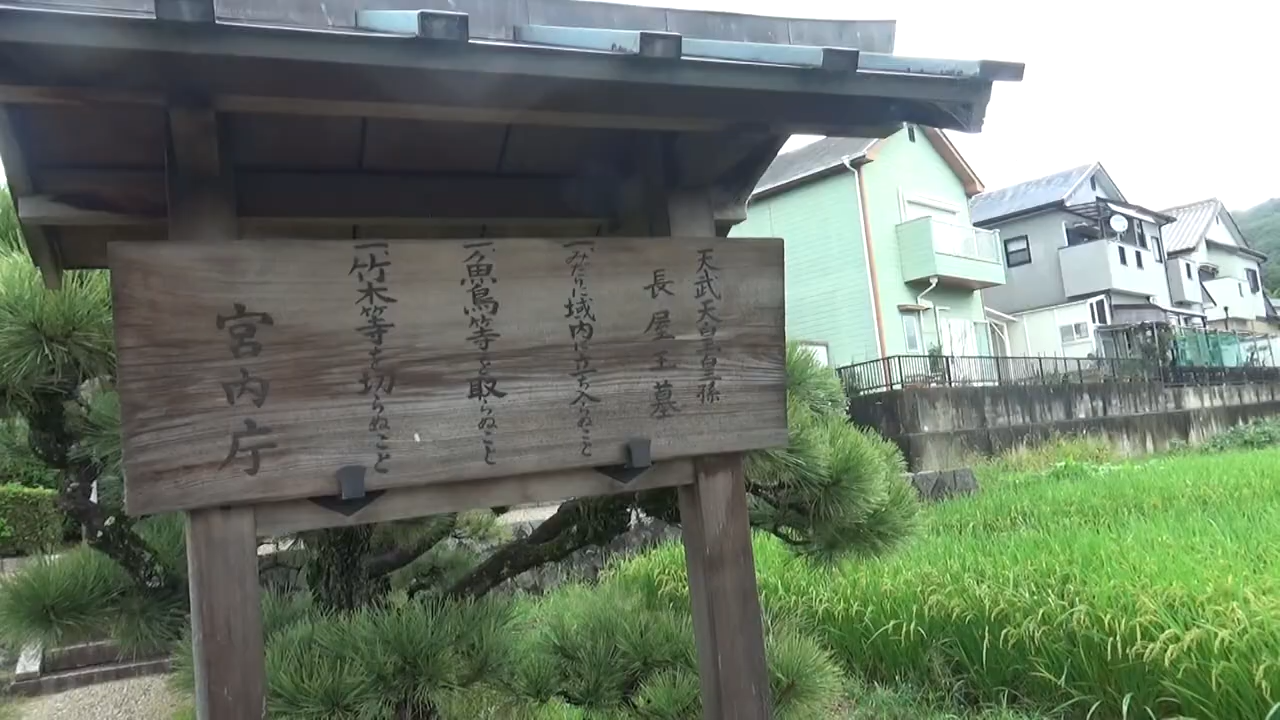 天武天皇皇孫
長屋王墓
一、みだりに域内に立ち入らぬこと
一、魚鳥等を取らぬこと
一、竹木等を切らぬこと
宮内庁